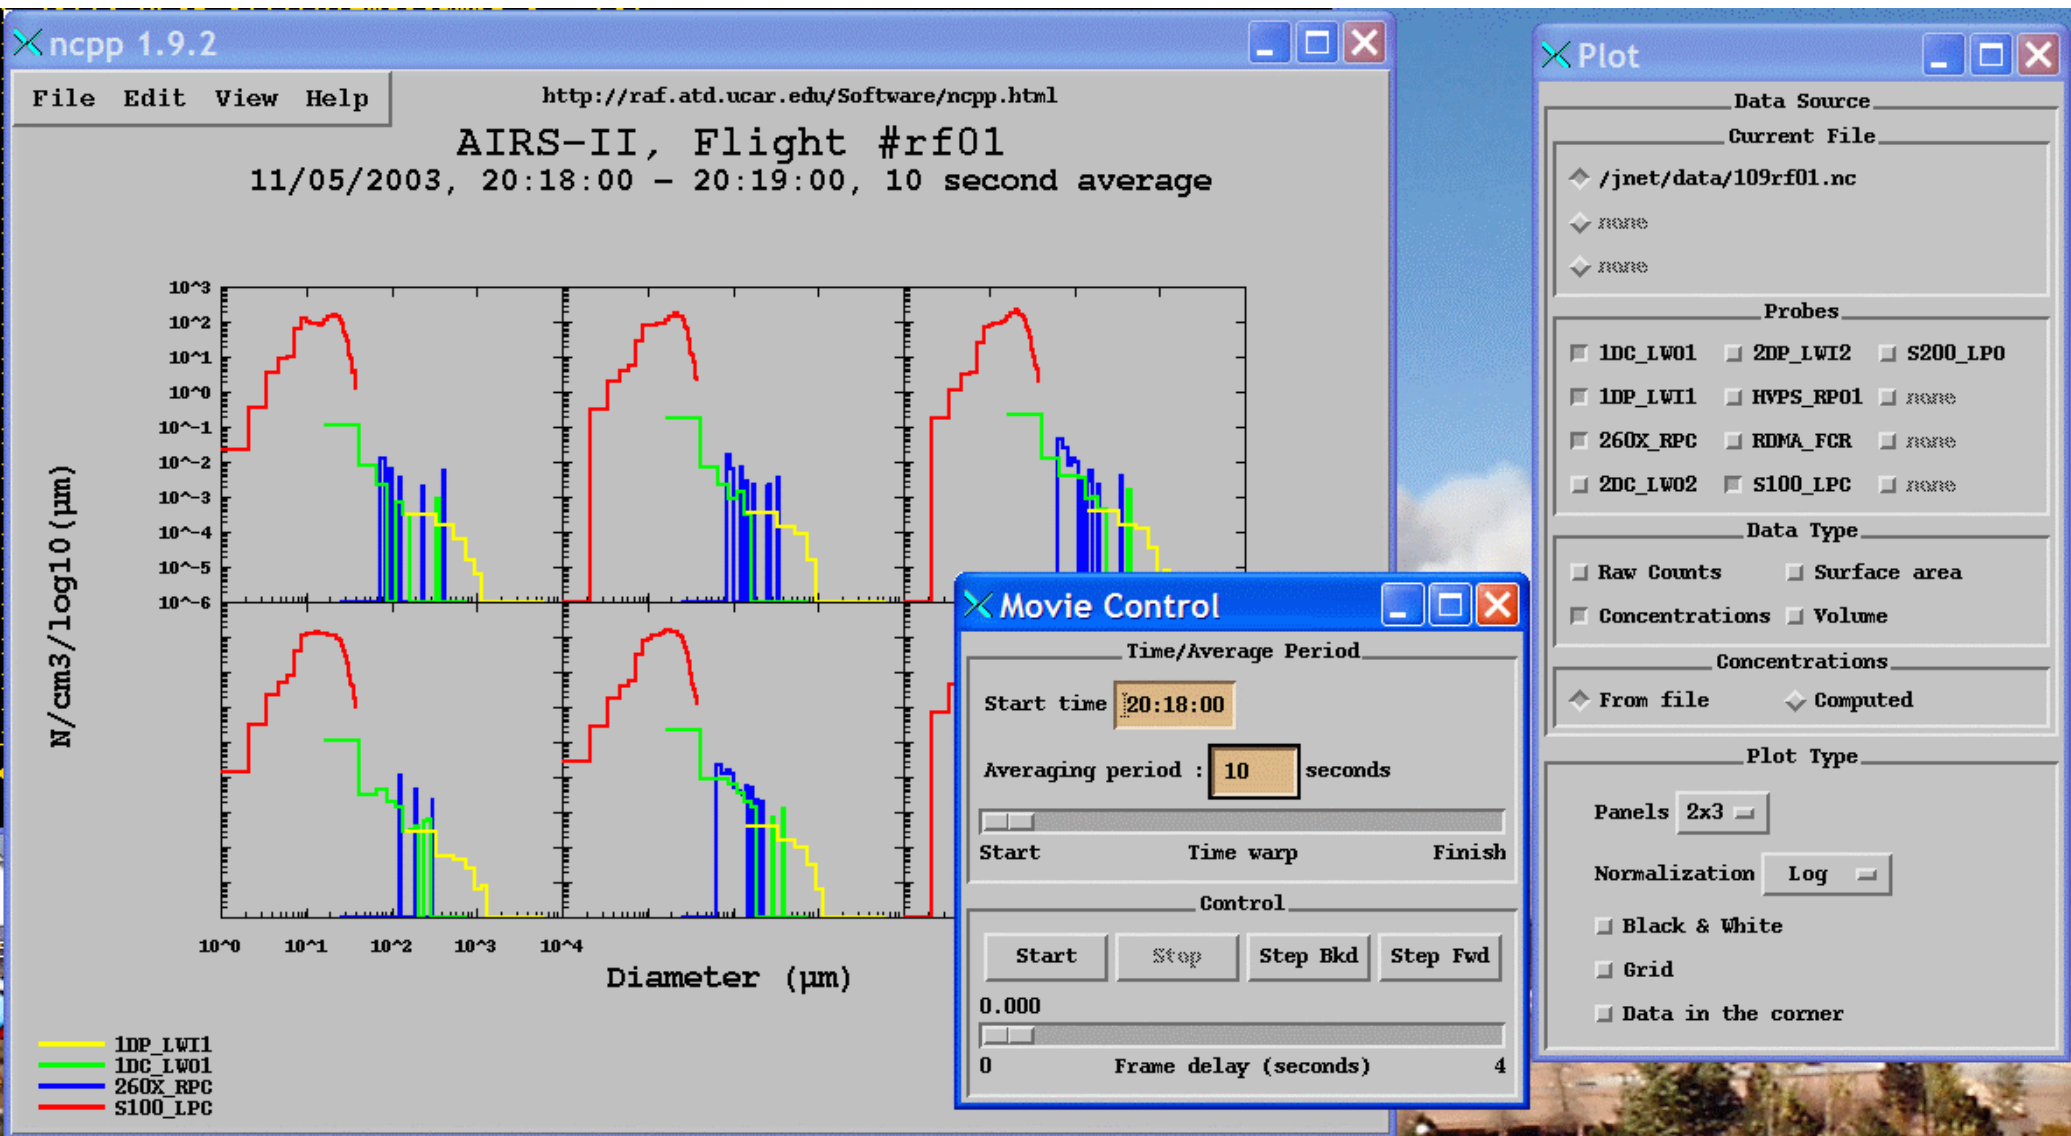 ncpp 1.9.2
File Edit View Help
http://raf.atd.ucar.edu/Software/ncpp.html
AIRS-II, Flight #rf01
11/05/2003, 20:18:00 - 20:19:00, 10 second average
10^3
10^2
10^1
10^0
10^-1
10^-2
10^-3
10^-4
10^-5
10^-6
N/cm3/log10(µm)
10^0 10^1 10^2 10^3 10^4
Diameter (µm)
1DP_LWI1
1DC_LWO1
260X_RPC
S100_LPC
Movie Control
Time/Average Period
Start time 20:18:00
Averaging period : 10 seconds
Start Time warp Finish
Control
Start Stop Step Bkd Step Fwd
0.000
0 Frame delay (seconds) 4
Plot
Data Source
Current File
/jnet/data/109rf01.nc
none
none
Probes
1DC_LWO1 2DP_LWI2 S200_LPO
1DP_LWI1 HVPS_RPO1 none
260X_RPC RDMA_FCR none
2DC_LWO2 S100_LPC none
Data Type
Raw Counts Surface area
Concentrations Volume
Concentrations
From file Computed
Plot Type
Panels 2x3
Normalization Log
Black & White
Grid
Data in the corner